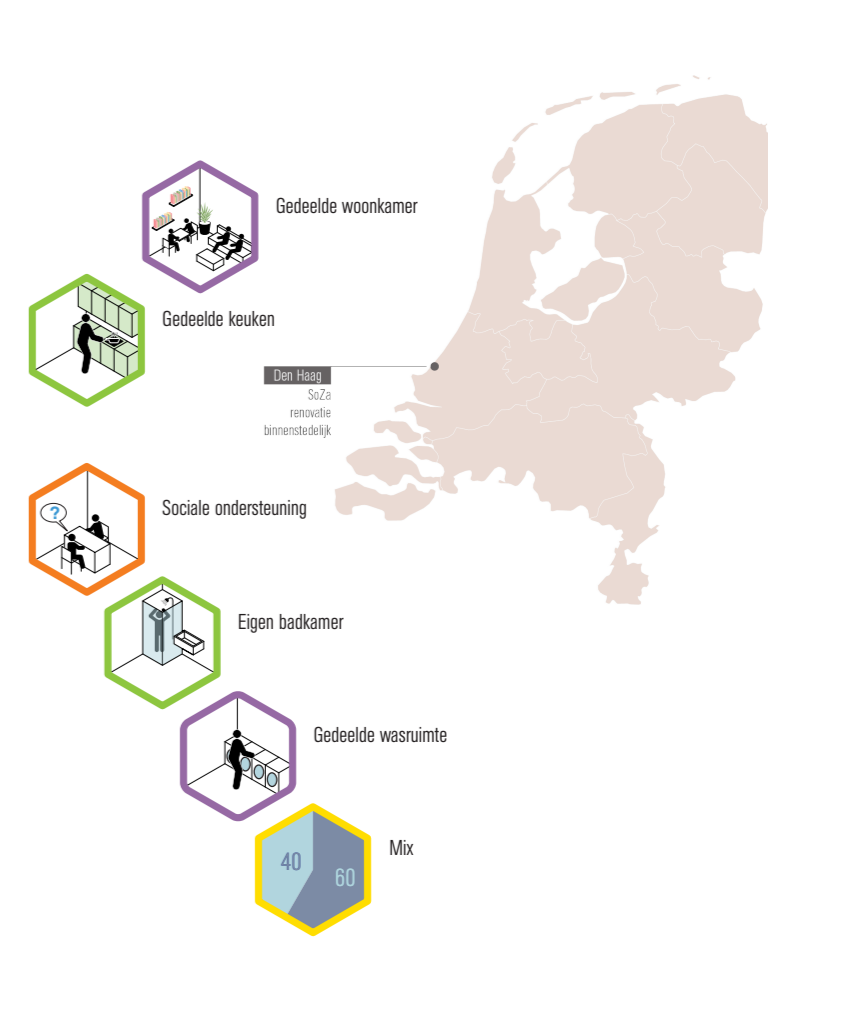 Gedeelde woonkamer
Gedeelde keuken
Den Haag
SoZa
renovatie
binnenstedelijk
?
Sociale ondersteuning
Eigen badkamer
Gedeelde wasruimte
Mix
40
60